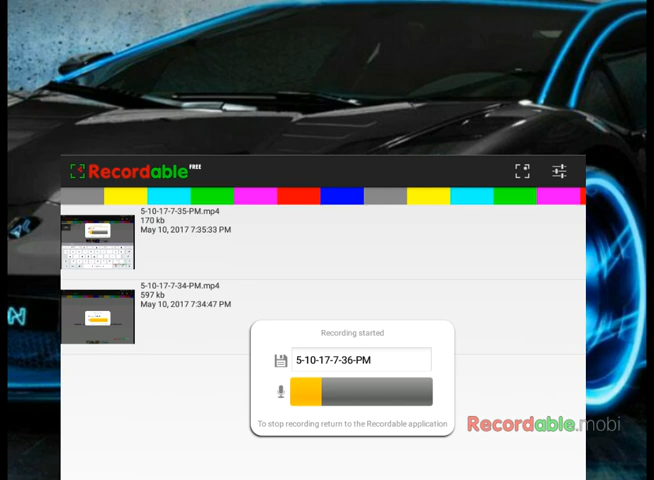 Recordable FREE
5-10-17-7-35-PM.mp4
170 kb
May 10, 2017 7:35:33 PM
5-10-17-7-34-PM.mp4
597 kb
May 10, 2017 7:34:47 PM
Recording started
5-10-17-7-36-PM
To stop recording return to the Recordable application
Recordable.mobi